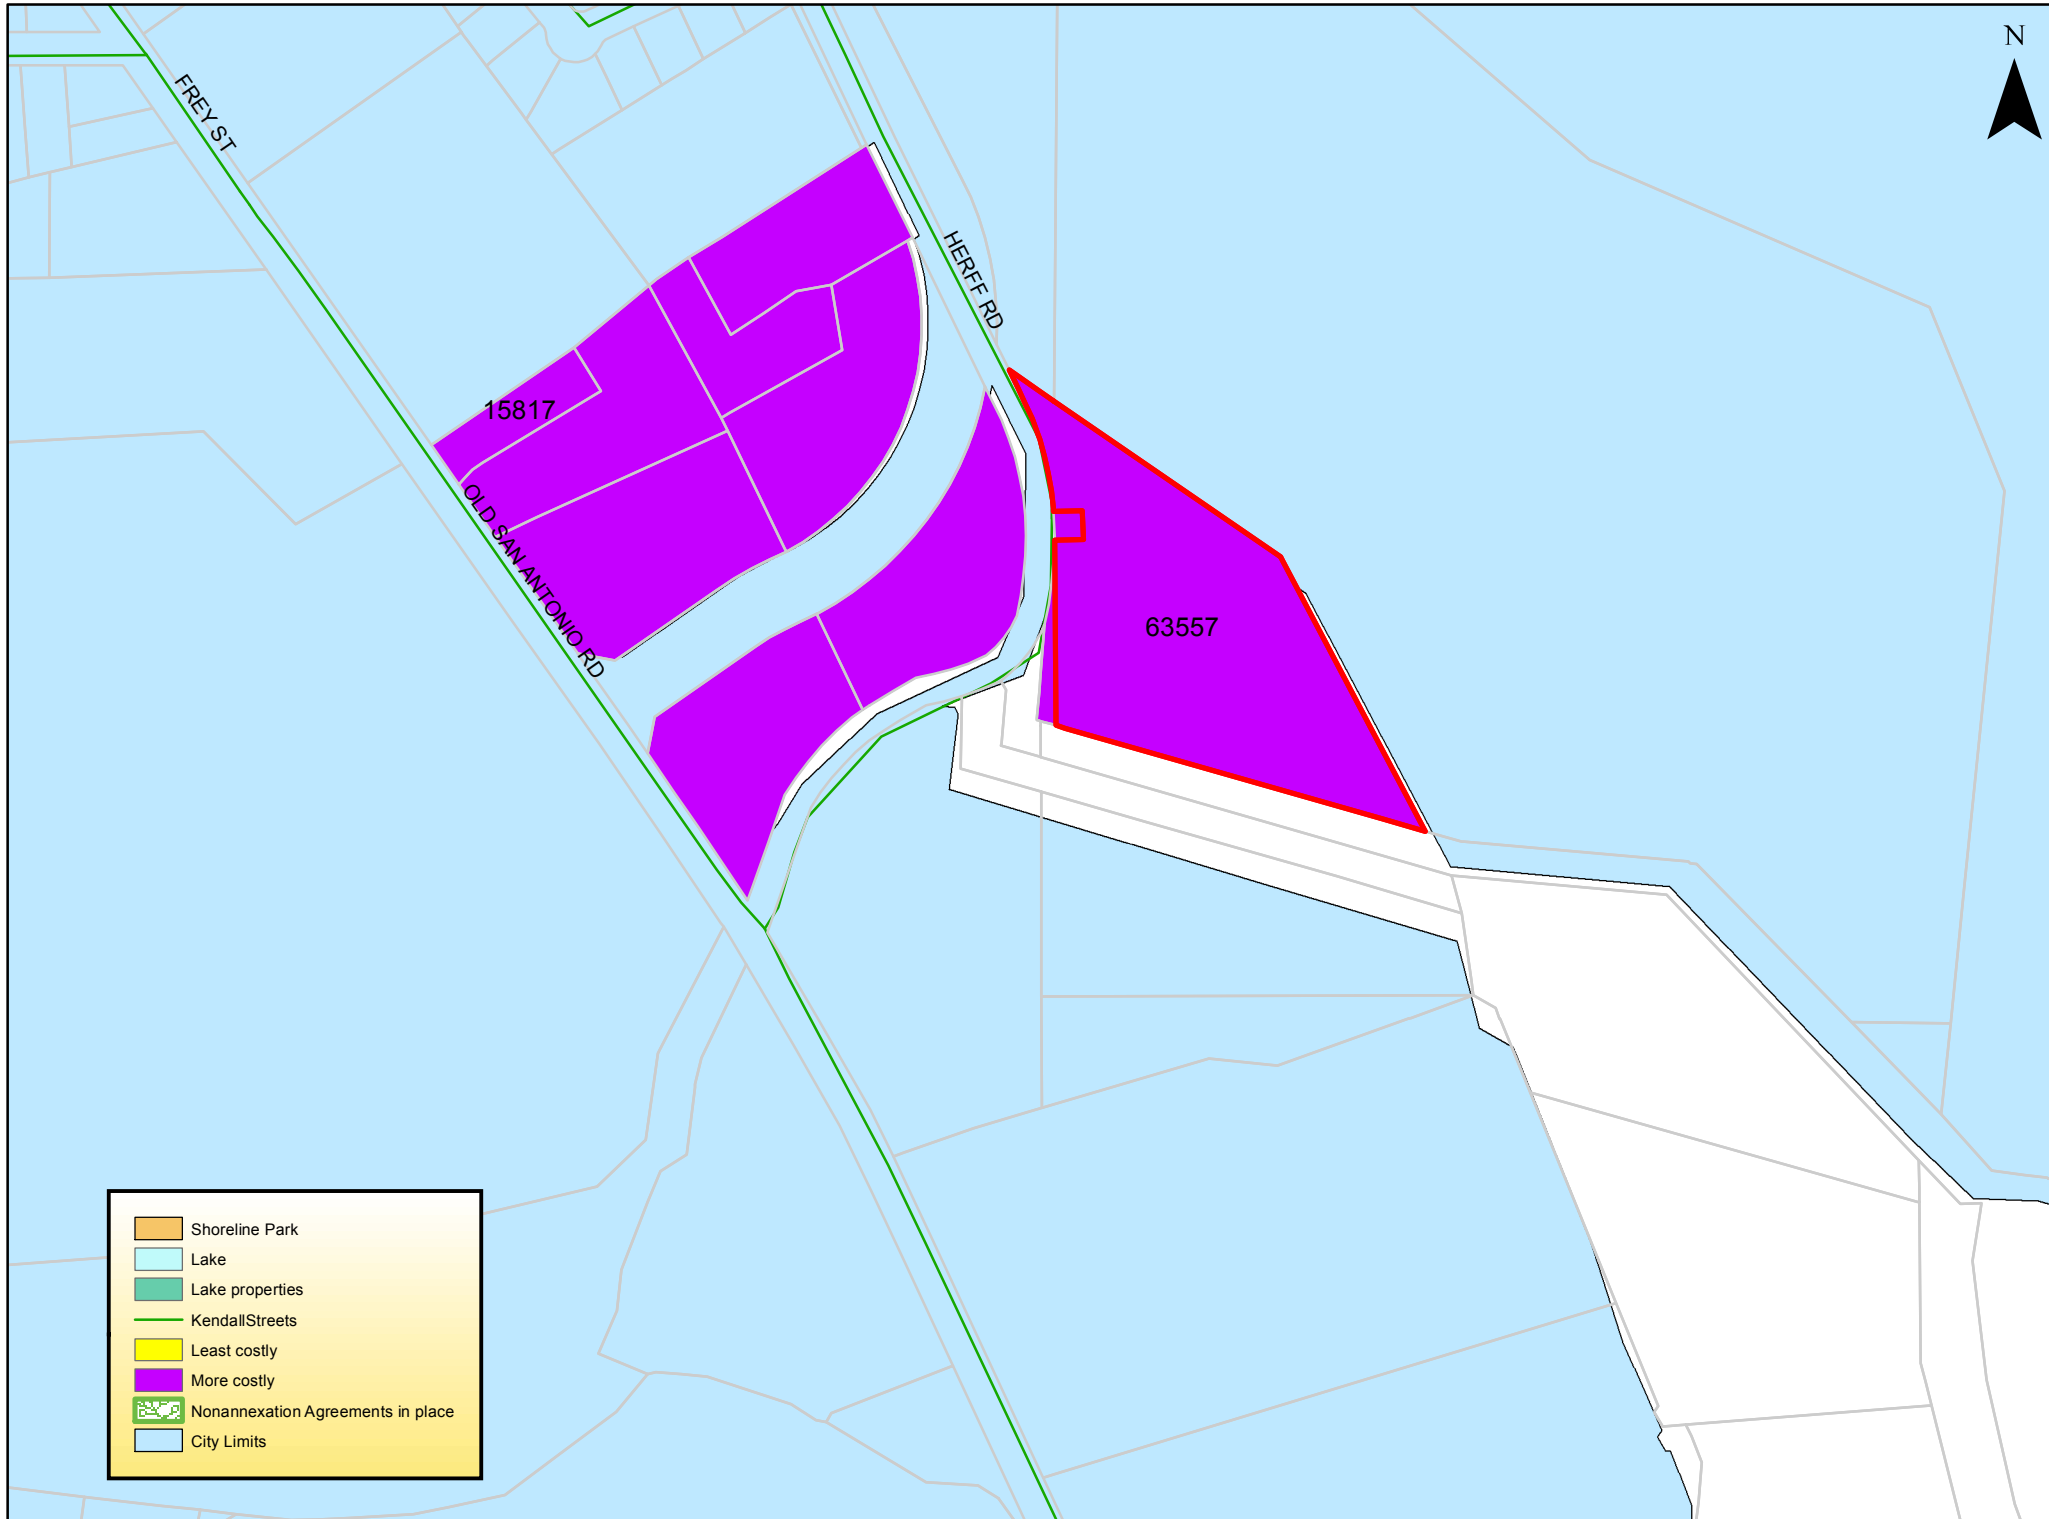 N
FREY ST
HERFF RD
15817
OLD SAN ANTONIO RD
63557
Shoreline Park
Lake
Lake properties
KendallStreets
Least costly
More costly
Nonannexation Agreements in place
City Limits